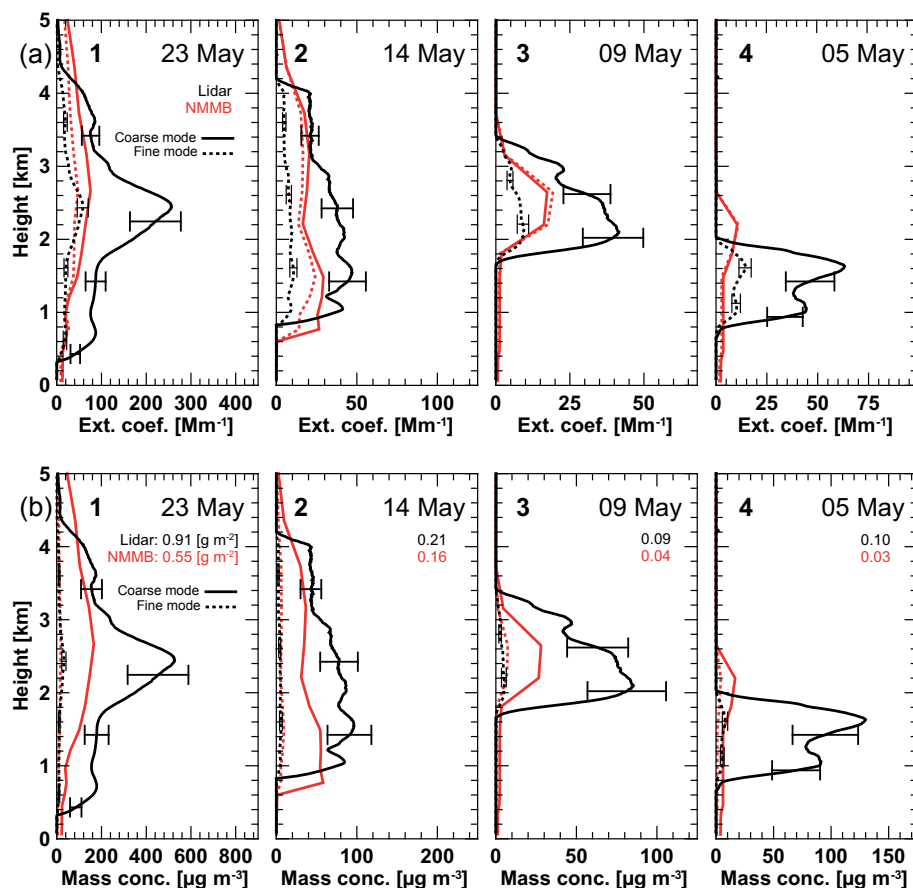 (a) 1 23 May 2 14 May 3 09 May 4 05 May
5
Lidar
NMMB
4
Coarse mode
Fine mode
3
Height [km]
2
1
0
0 100 200 300 400 0 50 100 0 25 50 0 25 50 75 100
Ext. coef. [Mm⁻¹] Ext. coef. [Mm⁻¹] Ext. coef. [Mm⁻¹] Ext. coef. [Mm⁻¹]
(b) 1 23 May 2 14 May 3 09 May 4 05 May
5
Lidar: 0.91 [g m⁻²] 0.21 0.09 0.10
NMMB: 0.55 [g m⁻²] 0.16 0.04 0.03
4
Coarse mode
Fine mode
3
Height [km]
2
1
0
0 200 400 600 800 0 100 200 0 50 100 0 50 100 150
Mass conc. [µg m⁻³] Mass conc. [µg m⁻³] Mass conc. [µg m⁻³] Mass conc. [µg m⁻³]